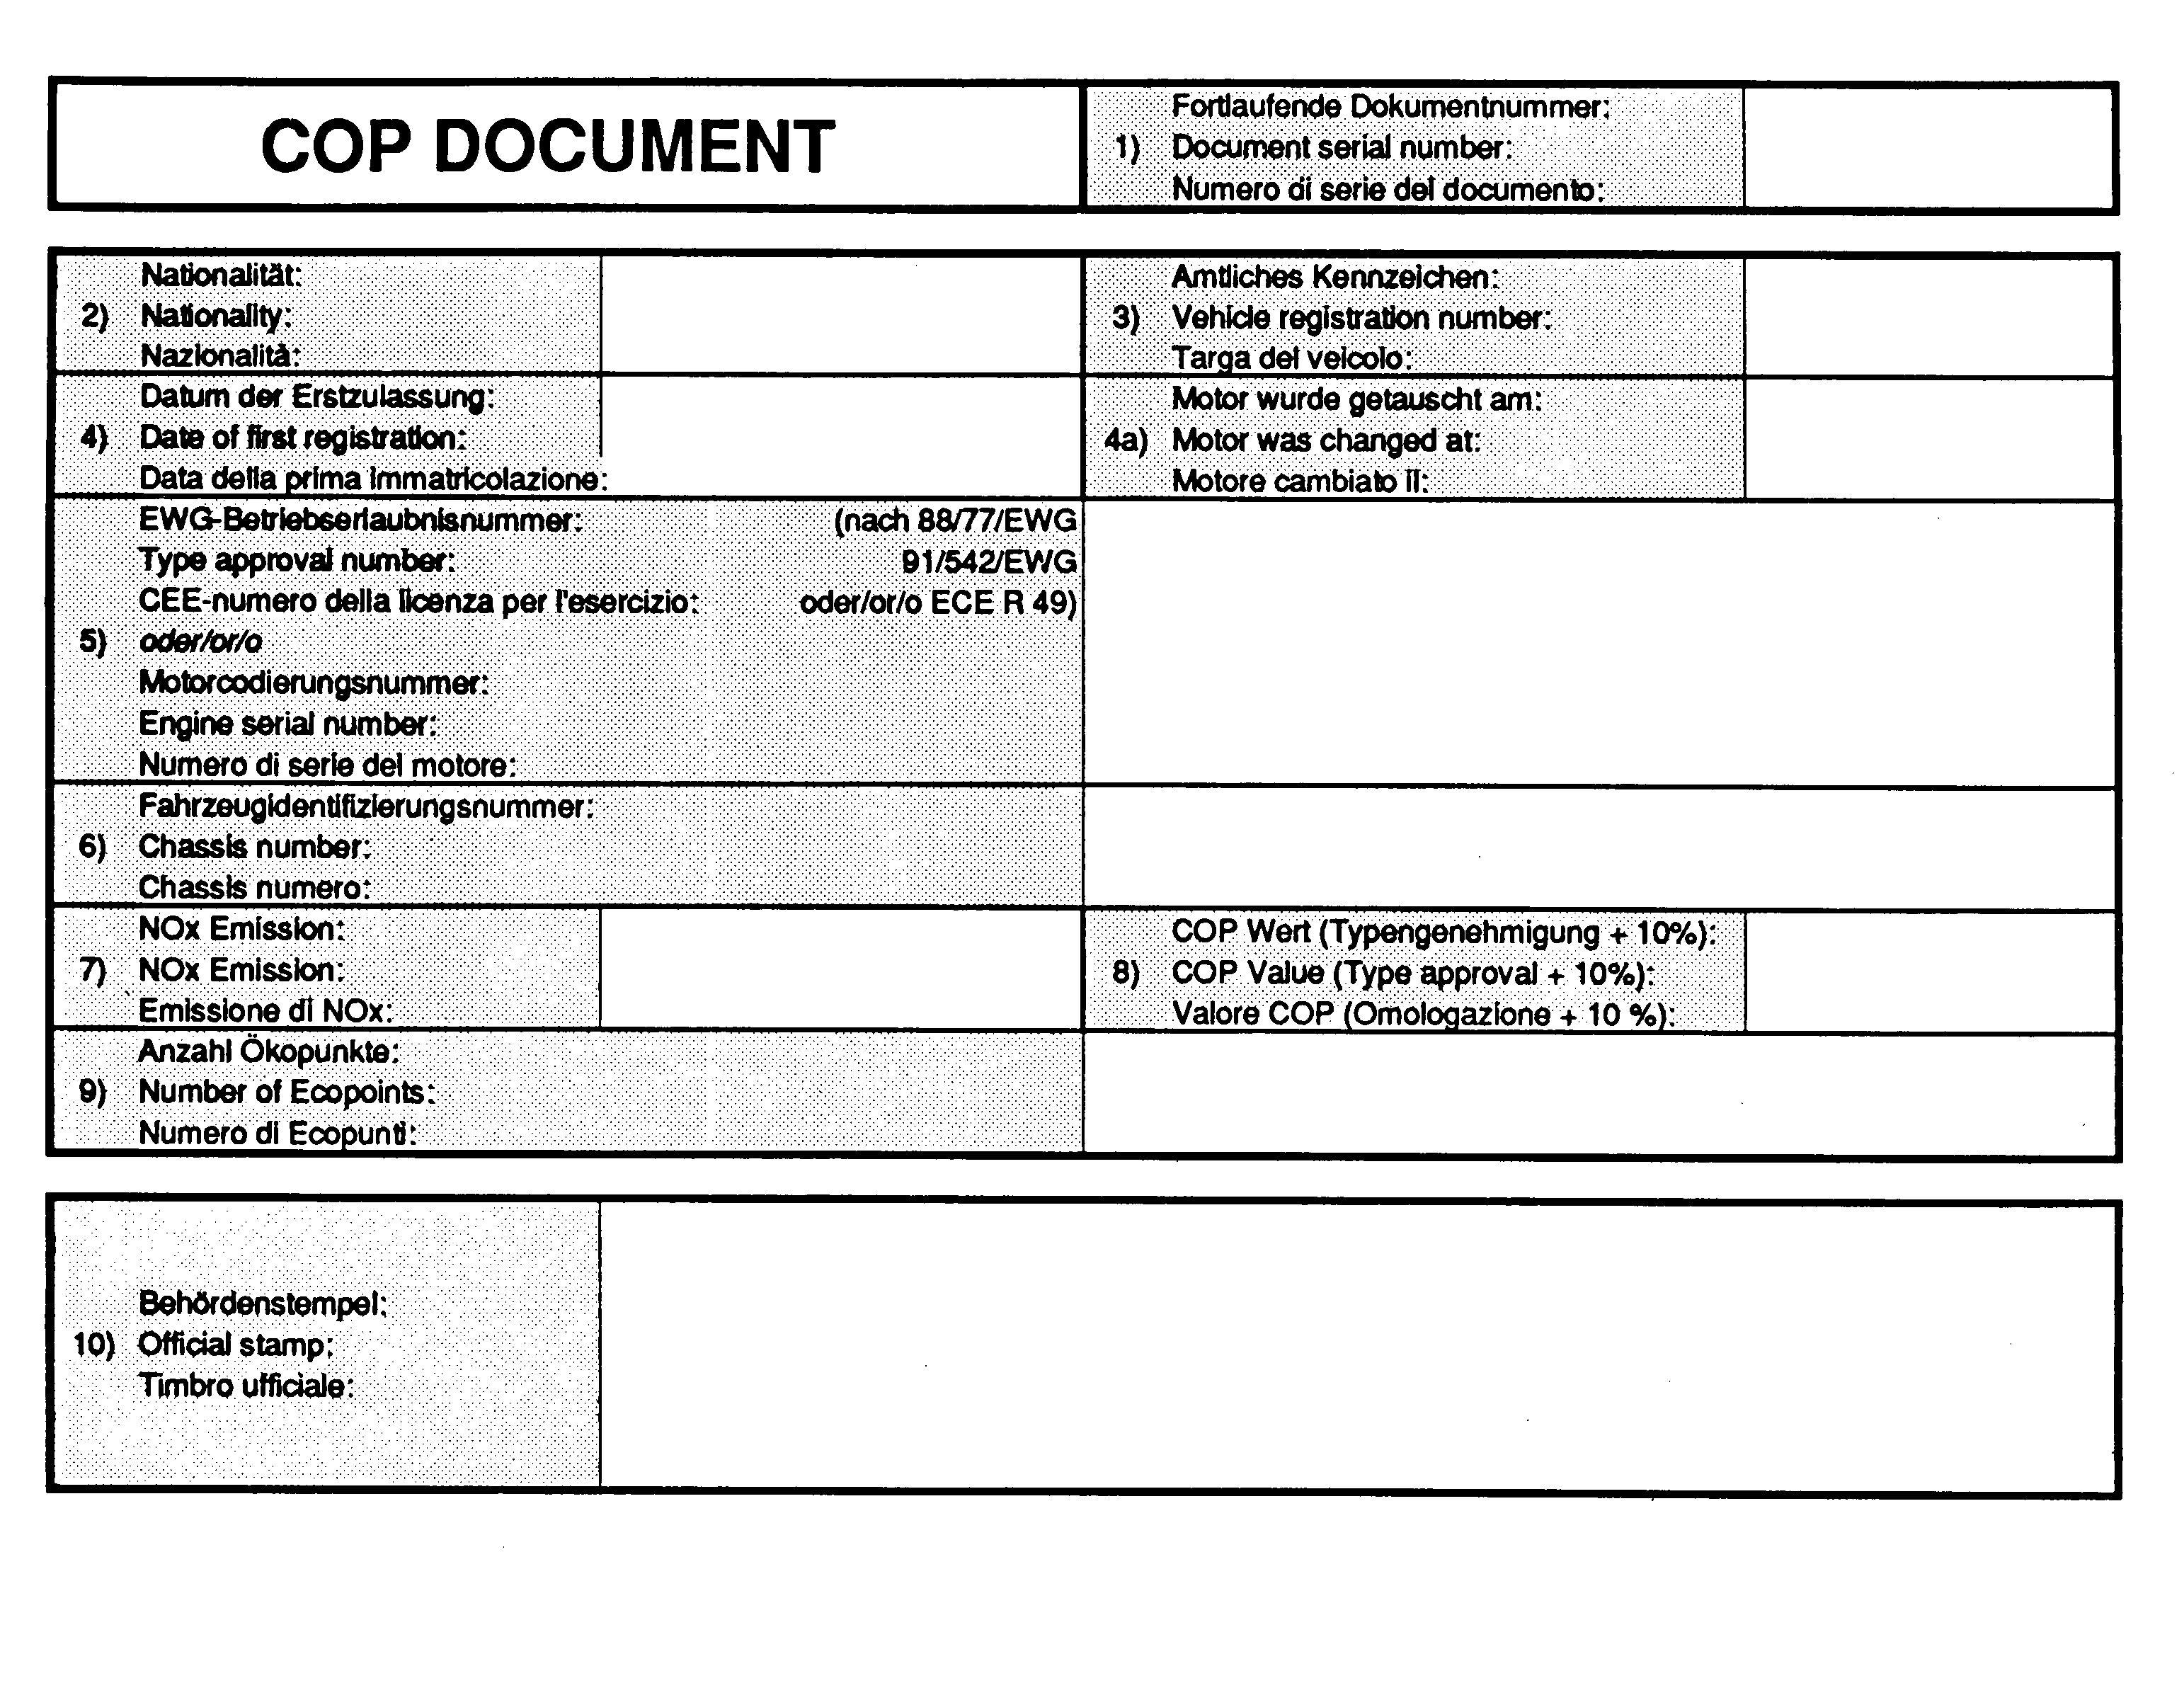 COP DOCUMENT
Fortlaufende Dokumentnummer:
1) Document serial number:
Numero di serie del documento:
Nationalität:
2) Nationality:
Nazionalità:
Amtliches Kennzeichen:
3) Vehicle registration number:
Targa del veicolo:
Datum der Erstzulassung:
4) Date of first registration:
Data della prima immatricolazione:
Motor wurde getauscht am:
4a) Motor was changed at:
Motore cambiato il:
EWG-Betriebserlaubnisnummer: (nach 88/77/EWG
Type approval number: 91/542/EWG
CEE-numero della licenza per l'esercizio: oder/or/o ECE R 49)
5) oder/or/o
Motorcodierungsnummer:
Engine serial number:
Numero di serie del motore:
Fahrzeugidentifizierungsnummer:
6) Chassis number:
Chassis numero:
NOx Emission:
7) NOx Emission:
Emissione di NOx:
COP Wert (Typengenehmigung + 10%):
8) COP Value (Type approval + 10%):
Valore COP (Omologazione + 10 %):
Anzahl Ökopunkte:
9) Number of Ecopoints:
Numero di Ecopunti:
Behördenstempel:
10) Official stamp:
Timbro ufficiale: